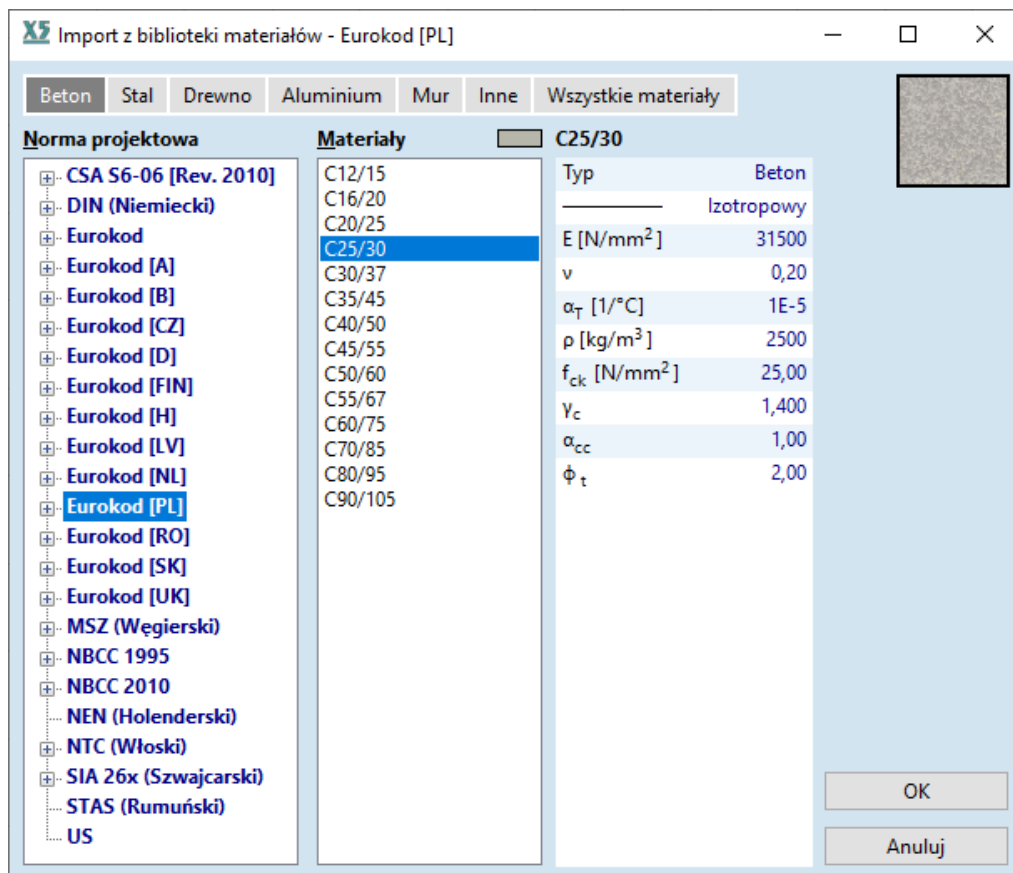 X5 Import z biblioteki materiałów - Eurokod [PL]
Beton Stal Drewno Aluminium Mur Inne Wszystkie materiały
Norma projektowa
CSA S6-06 [Rev. 2010]
DIN (Niemiecki)
Eurokod
Eurokod [A]
Eurokod [B]
Eurokod [CZ]
Eurokod [D]
Eurokod [FIN]
Eurokod [H]
Eurokod [LV]
Eurokod [NL]
Eurokod [PL]
Eurokod [RO]
Eurokod [SK]
Eurokod [UK]
MSZ (Węgierski)
NBCC 1995
NBCC 2010
NEN (Holenderski)
NTC (Włoski)
SIA 26x (Szwajcarski)
STAS (Rumuński)
US
Materiały
C12/15
C16/20
C20/25
C25/30
C30/37
C35/45
C40/50
C45/55
C50/60
C55/67
C60/75
C70/85
C80/95
C90/105
C25/30
Typ Beton
Izotropowy
E [N/mm²] 31500
ν 0,20
α_T [1/°C] 1E-5
ρ [kg/m³] 2500
f_ck [N/mm²] 25,00
γ_c 1,400
α_cc 1,00
ϕ_t 2,00
OK
Anuluj